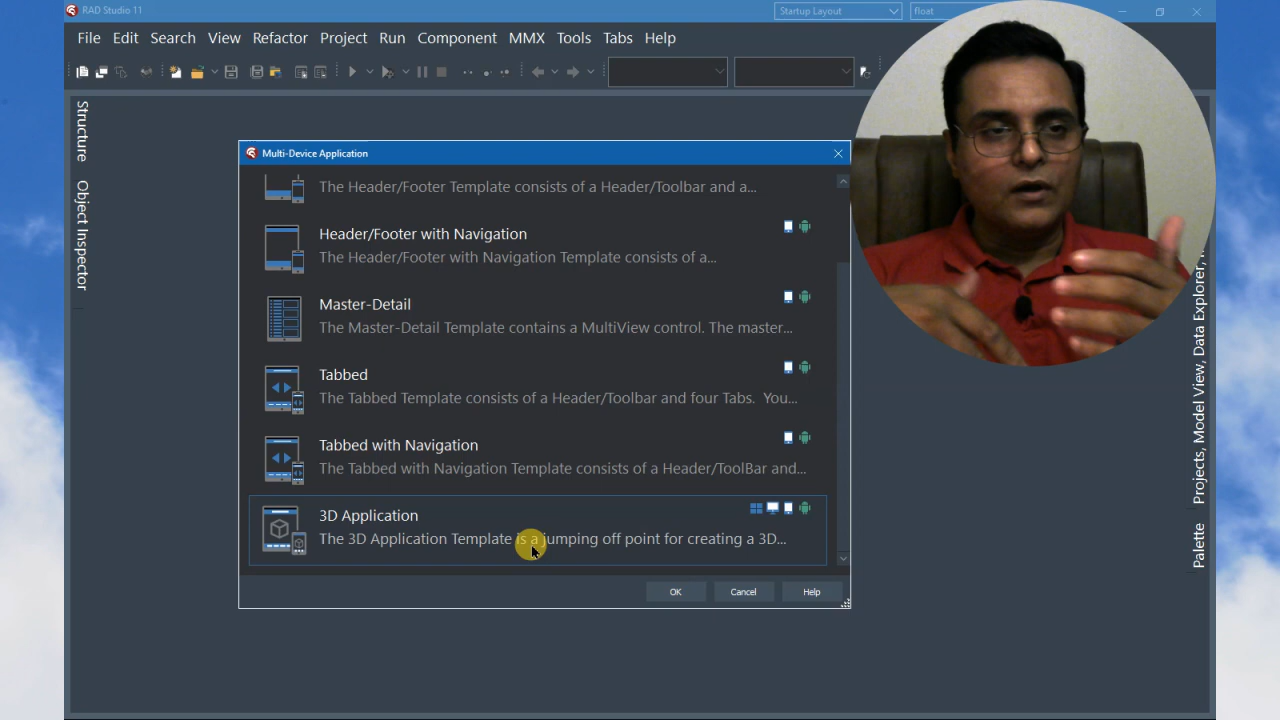 RAD Studio 11
Startup Layout
float
File Edit Search View Refactor Project Run Component MMX Tools Tabs Help
Structure
Object Inspector
Multi-Device Application
The Header/Footer Template consists of a Header/Toolbar and a...
Header/Footer with Navigation
The Header/Footer with Navigation Template consists of a...
Master-Detail
The Master-Detail Template contains a MultiView control. The master...
Tabbed
The Tabbed Template consists of a Header/Toolbar and four Tabs. You...
Tabbed with Navigation
The Tabbed with Navigation Template consists of a Header/ToolBar and...
3D Application
The 3D Application Template is a jumping off point for creating a 3D...
OK
Cancel
Help
Projects, Model View, Data Explorer,
Palette